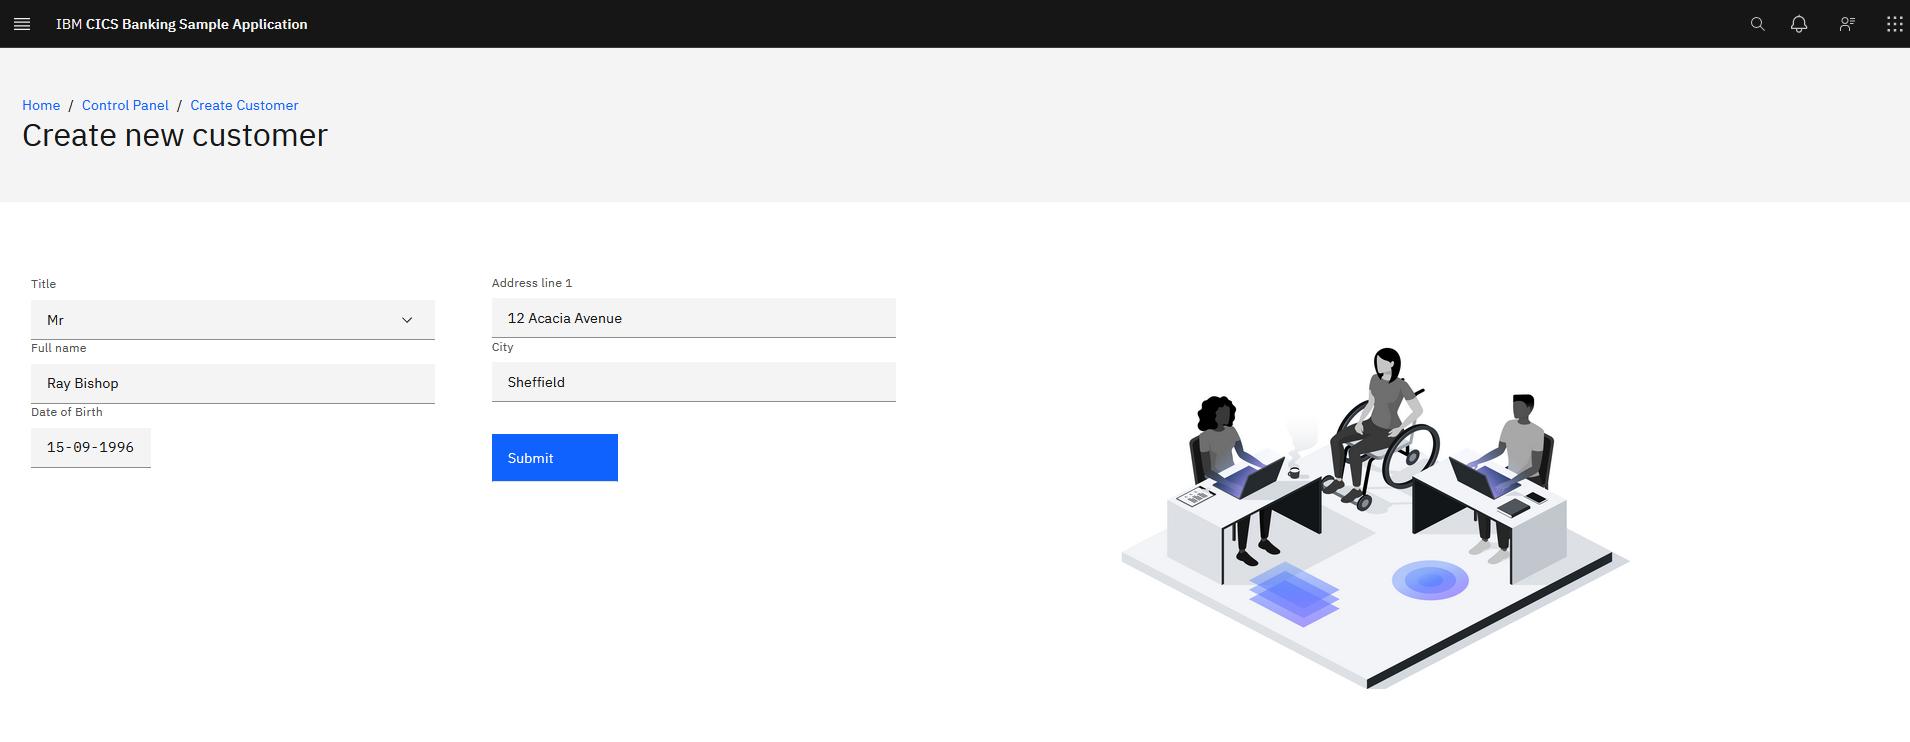 IBM CICS Banking Sample Application
Home / Control Panel / Create Customer
Create new customer
Title
Mr
Full name
Ray Bishop
Date of Birth
15-09-1996
Address line 1
12 Acacia Avenue
City
Sheffield
Submit